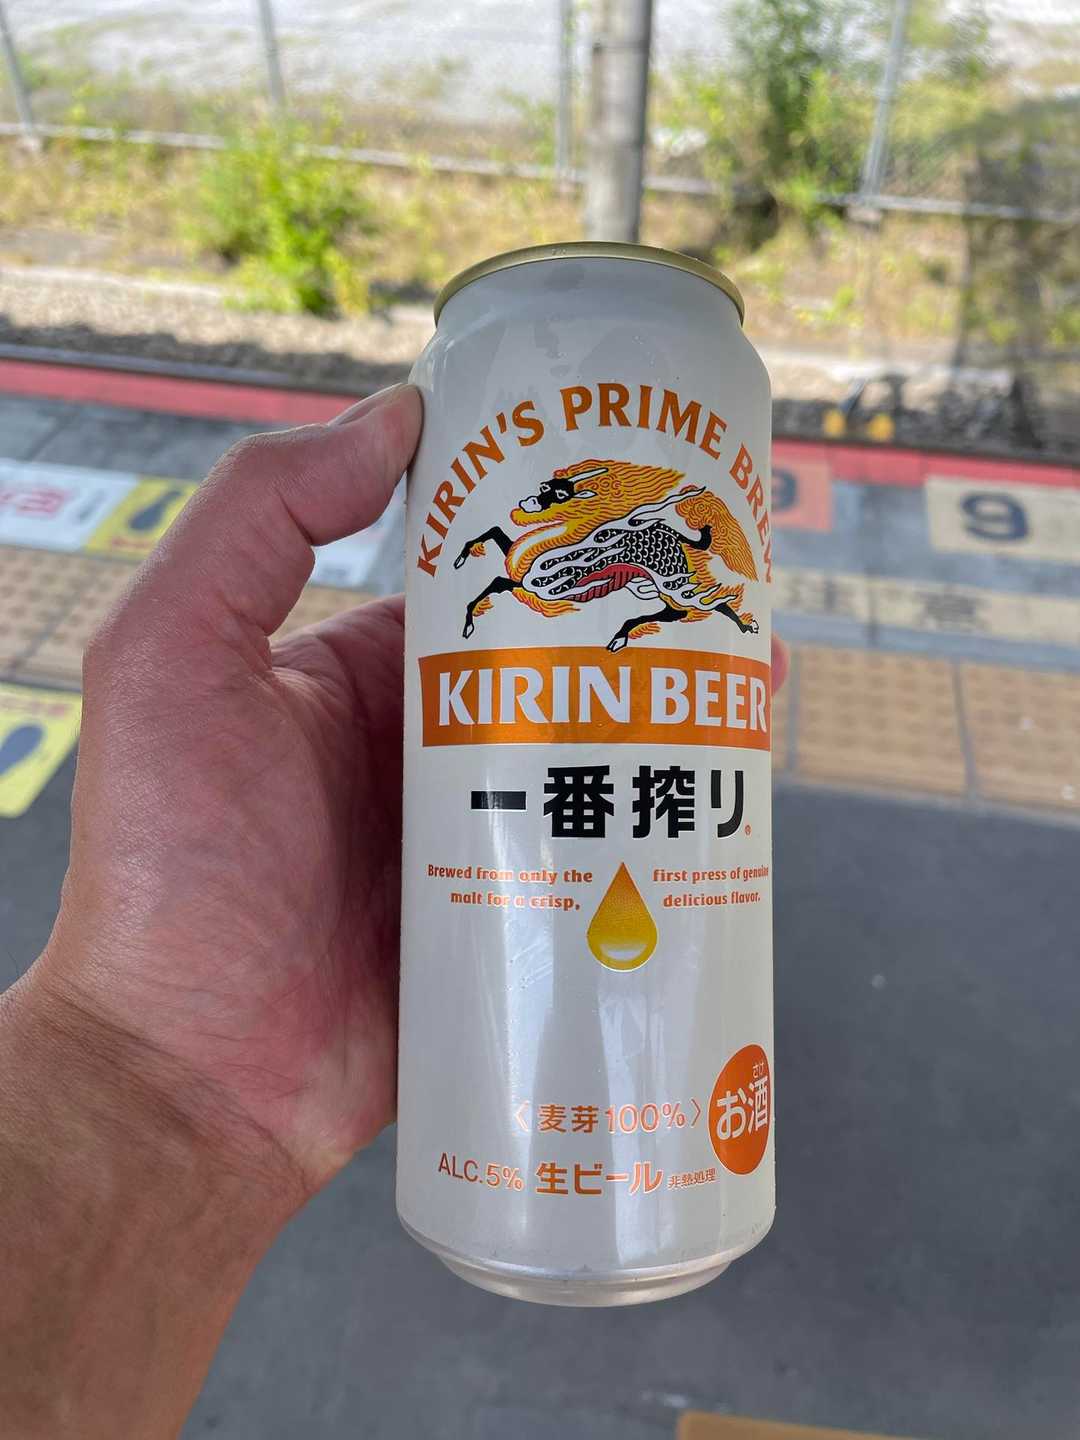 KIRIN'S PRIME BREW
KIRIN BEER
一番搾り®
Brewed from only the first press of genuine
malt for a crisp, delicious flavor.
さけ
お酒
〈麦芽100%〉
ALC.5% 生ビール 非熱処理
9
9